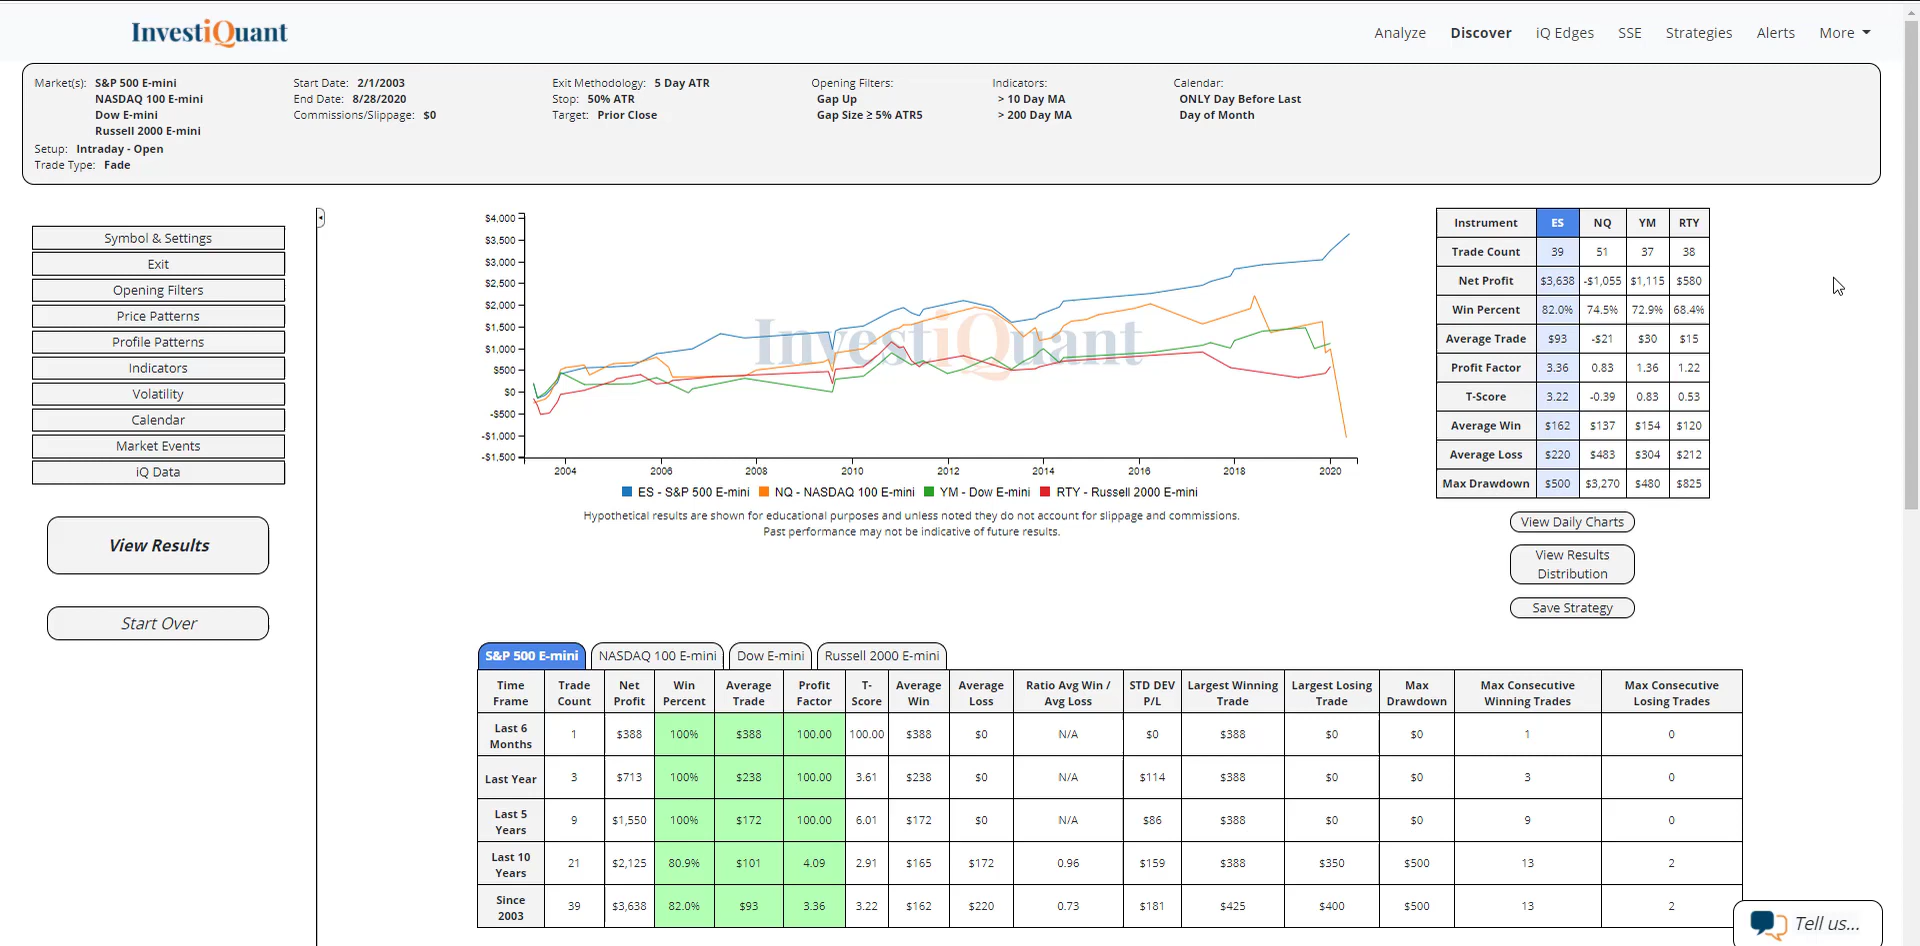 InvestiQuant
Analyze Discover iQ Edges SSE Strategies Alerts More
Market(s): S&P 500 E-mini
NASDAQ 100 E-mini
Dow E-mini
Russell 2000 E-mini
Setup: Intraday - Open
Trade Type: Fade
Start Date: 2/1/2003
End Date: 8/28/2020
Commissions/Slippage: $0
Exit Methodology: 5 Day ATR
Stop: 50% ATR
Target: Prior Close
Opening Filters:
Gap Up
Gap Size ≥ 5% ATR5
Indicators:
> 10 Day MA
> 200 Day MA
Calendar:
ONLY Day Before Last
Day of Month
Symbol & Settings
Exit
Opening Filters
Price Patterns
Profile Patterns
Indicators
Volatility
Calendar
Market Events
iQ Data
View Results
Start Over
$4,000
$3,500
$3,000
$2,500
$2,000
$1,500
$1,000
$500
$0
-$500
-$1,000
-$1,500
InvestiQuant
2004 2006 2008 2010 2012 2014 2016 2018 2020
ES - S&P 500 E-mini NQ - NASDAQ 100 E-mini YM - Dow E-mini RTY - Russell 2000 E-mini
Hypothetical results are shown for educational purposes and unless noted they do not account for slippage and commissions.
Past performance may not be indicative of future results.
Instrument ES NQ YM RTY
Trade Count 39 51 37 38
Net Profit $3,638 -$1,055 $1,115 $580
Win Percent 82.0% 74.5% 72.9% 68.4%
Average Trade $93 -$21 $30 $15
Profit Factor 3.36 0.83 1.36 1.22
T-Score 3.22 -0.39 0.83 0.53
Average Win $162 $137 $154 $120
Average Loss $220 $483 $304 $212
Max Drawdown $500 $3,270 $480 $825
View Daily Charts
View Results
Distribution
Save Strategy
S&P 500 E-mini NASDAQ 100 E-mini Dow E-mini Russell 2000 E-mini
Time Trade Net Win Average Profit T- Average Average Ratio Avg Win / STD DEV Largest Winning Largest Losing Max Max Consecutive Max Consecutive
Frame Count Profit Percent Trade Factor Score Win Loss Avg Loss P/L Trade Trade Drawdown Winning Trades Losing Trades
Last 6
Months 1 $388 100% $388 100.00 100.00 $388 $0 N/A $0 $388 $0 $0 1 0
Last Year 3 $713 100% $238 100.00 3.61 $238 $0 N/A $114 $388 $0 $0 3 0
Last 5
Years 9 $1,550 100% $172 100.00 6.01 $172 $0 N/A $86 $388 $0 $0 9 0
Last 10
Years 21 $2,125 80.9% $101 4.09 2.91 $165 $172 0.96 $159 $388 $350 $500 13 2
Since
2003 39 $3,638 82.0% $93 3.36 3.22 $162 $220 0.73 $181 $425 $400 $500 13 2
Tell us...